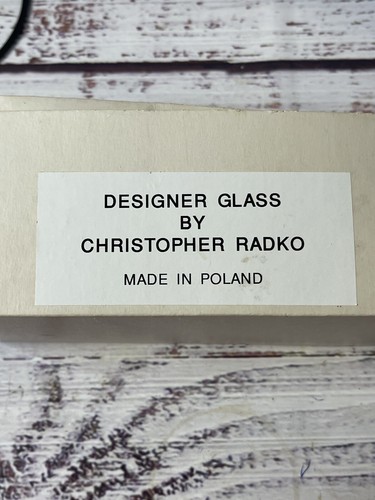 DESIGNER GLASS
BY
CHRISTOPHER RADKO
MADE IN POLAND